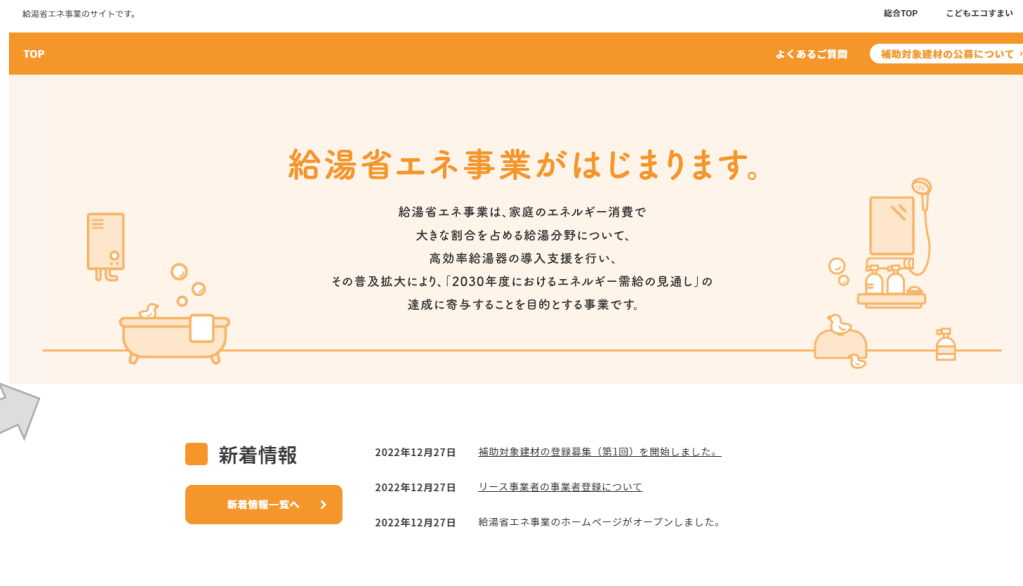 給湯省エネ事業のサイトです。
総合TOP
こどもエコすまい
TOP
よくあるご質問
補助対象建材の公募について
給湯省エネ事業がはじまります。
給湯省エネ事業は、家庭のエネルギー消費で
大きな割合を占める給湯分野について、
高効率給湯器の導入支援を行い、
その普及拡大により、「2030年度におけるエネルギー需給の見通し」の
達成に寄与することを目的とする事業です。
新着情報
新着情報一覧へ
2022年12月27日 補助対象建材の登録募集（第1回）を開始しました。
2022年12月27日 リース事業者の事業者登録について
2022年12月27日 給湯省エネ事業のホームページがオープンしました。